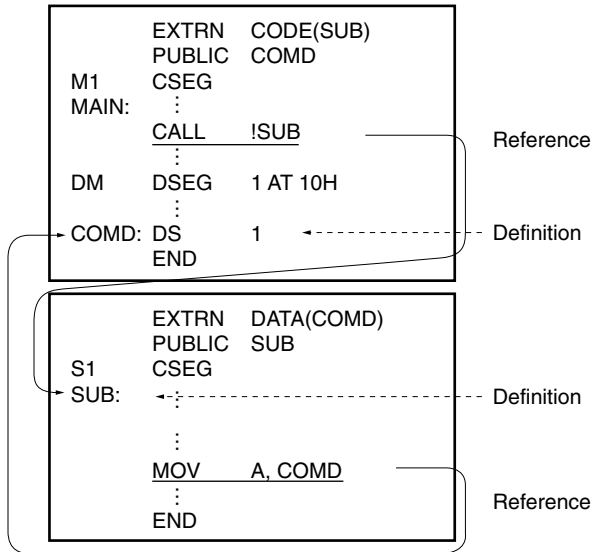 EXTRN CODE(SUB)
PUBLIC COMD
M1 CSEG
MAIN:
CALL !SUB
Reference
DM DSEG 1 AT 10H
COMD: DS 1
Definition
END
EXTRN DATA(COMD)
PUBLIC SUB
S1 CSEG
SUB:
Definition
MOV A, COMD
Reference
END